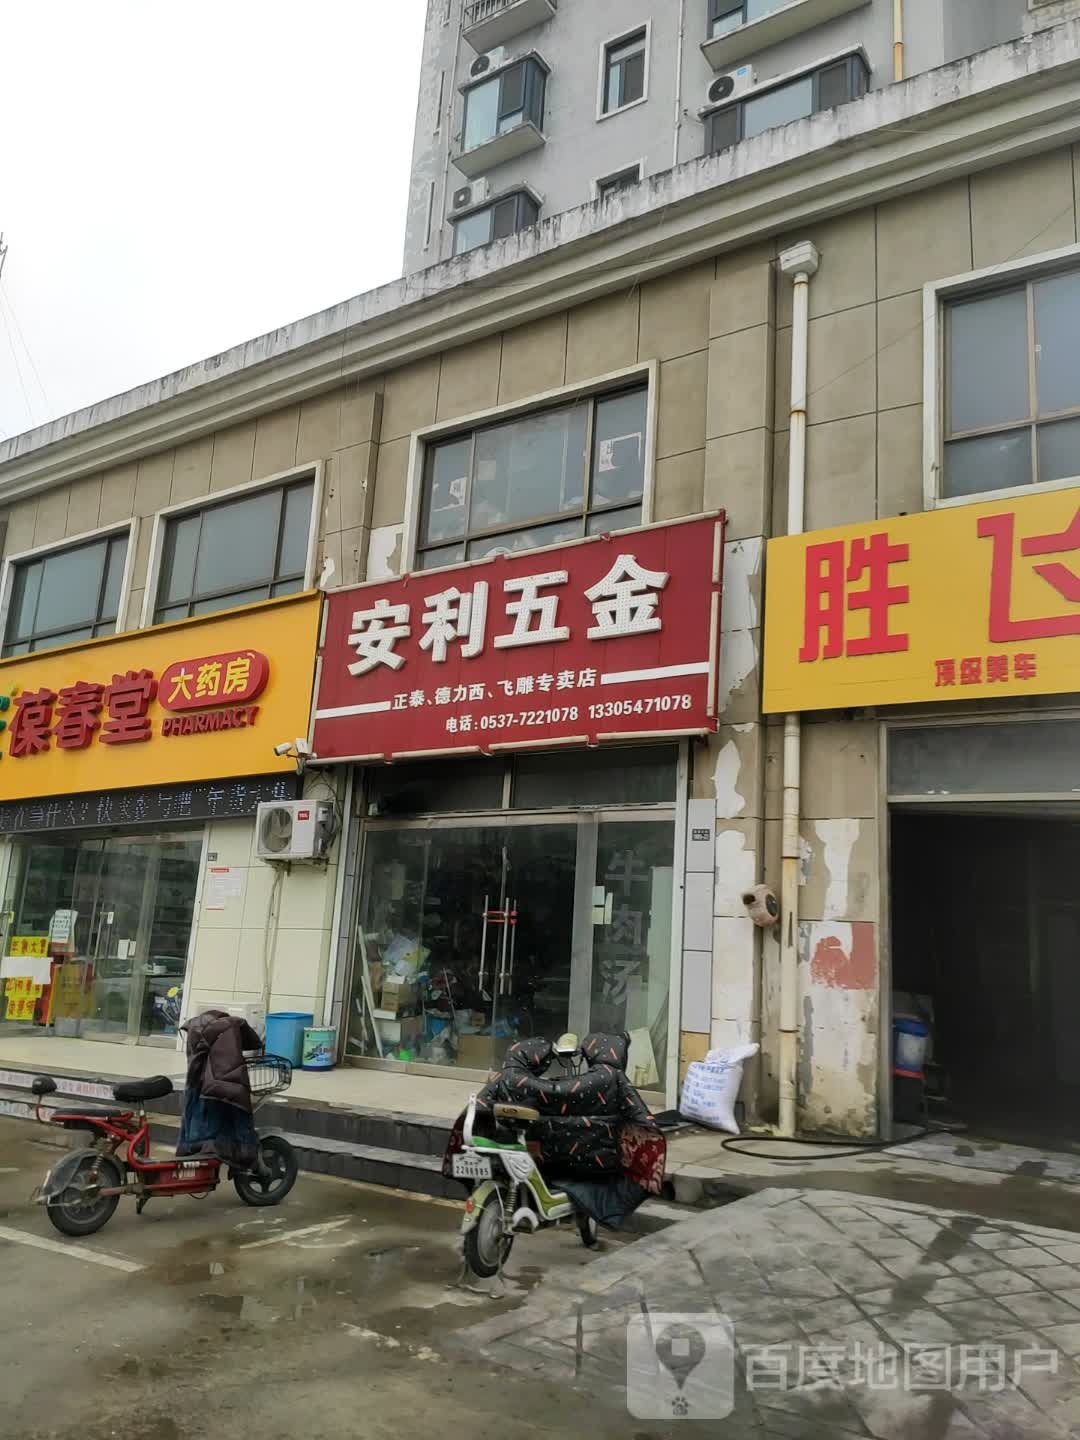 安利五金
正泰、德力西、飞雕专卖店
电话:0537-7221078 13305471078
葆春堂 大药房
PHARMACY
胜飞
顶级美车
牛肉汤
TCL
2268985
百度地图用户